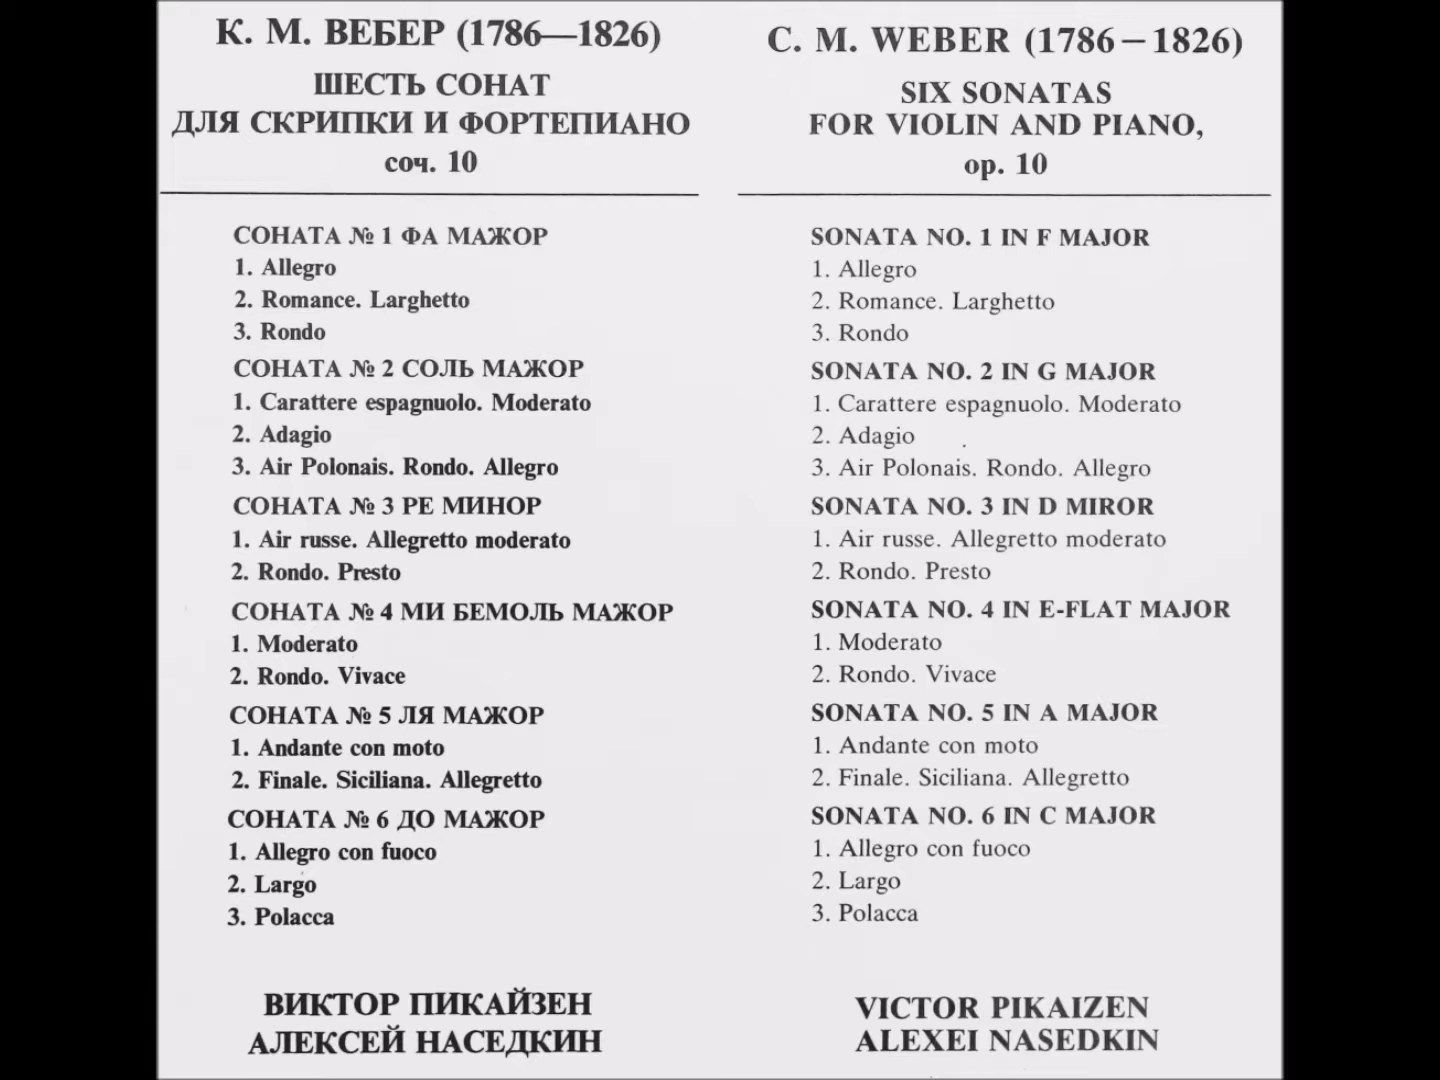 К. М. ВЕБЕР (1786—1826)
ШЕСТЬ СОНАТ
ДЛЯ СКРИПКИ И ФОРТЕПИАНО
соч. 10
СОНАТА № 1 ФА МАЖОР
1. Allegro
2. Romance. Larghetto
3. Rondo
СОНАТА № 2 СОЛЬ МАЖОР
1. Carattere espagnuolo. Moderato
2. Adagio
3. Air Polonais. Rondo. Allegro
СОНАТА № 3 РЕ МИНОР
1. Air russe. Allegretto moderato
2. Rondo. Presto
СОНАТА № 4 МИ БЕМОЛЬ МАЖОР
1. Moderato
2. Rondo. Vivace
СОНАТА № 5 ЛЯ МАЖОР
1. Andante con moto
2. Finale. Siciliana. Allegretto
СОНАТА № 6 ДО МАЖОР
1. Allegro con fuoco
2. Largo
3. Polacca
ВИКТОР ПИКАЙЗЕН
АЛЕКСЕЙ НАСЕДКИН
C. M. WEBER (1786–1826)
SIX SONATAS
FOR VIOLIN AND PIANO,
op. 10
SONATA NO. 1 IN F MAJOR
1. Allegro
2. Romance. Larghetto
3. Rondo
SONATA NO. 2 IN G MAJOR
1. Carattere espagnuolo. Moderato
2. Adagio
3. Air Polonais. Rondo. Allegro
SONATA NO. 3 IN D MIROR
1. Air russe. Allegretto moderato
2. Rondo. Presto
SONATA NO. 4 IN E-FLAT MAJOR
1. Moderato
2. Rondo. Vivace
SONATA NO. 5 IN A MAJOR
1. Andante con moto
2. Finale. Siciliana. Allegretto
SONATA NO. 6 IN C MAJOR
1. Allegro con fuoco
2. Largo
3. Polacca
VICTOR PIKAIZEN
ALEXEI NASEDKIN